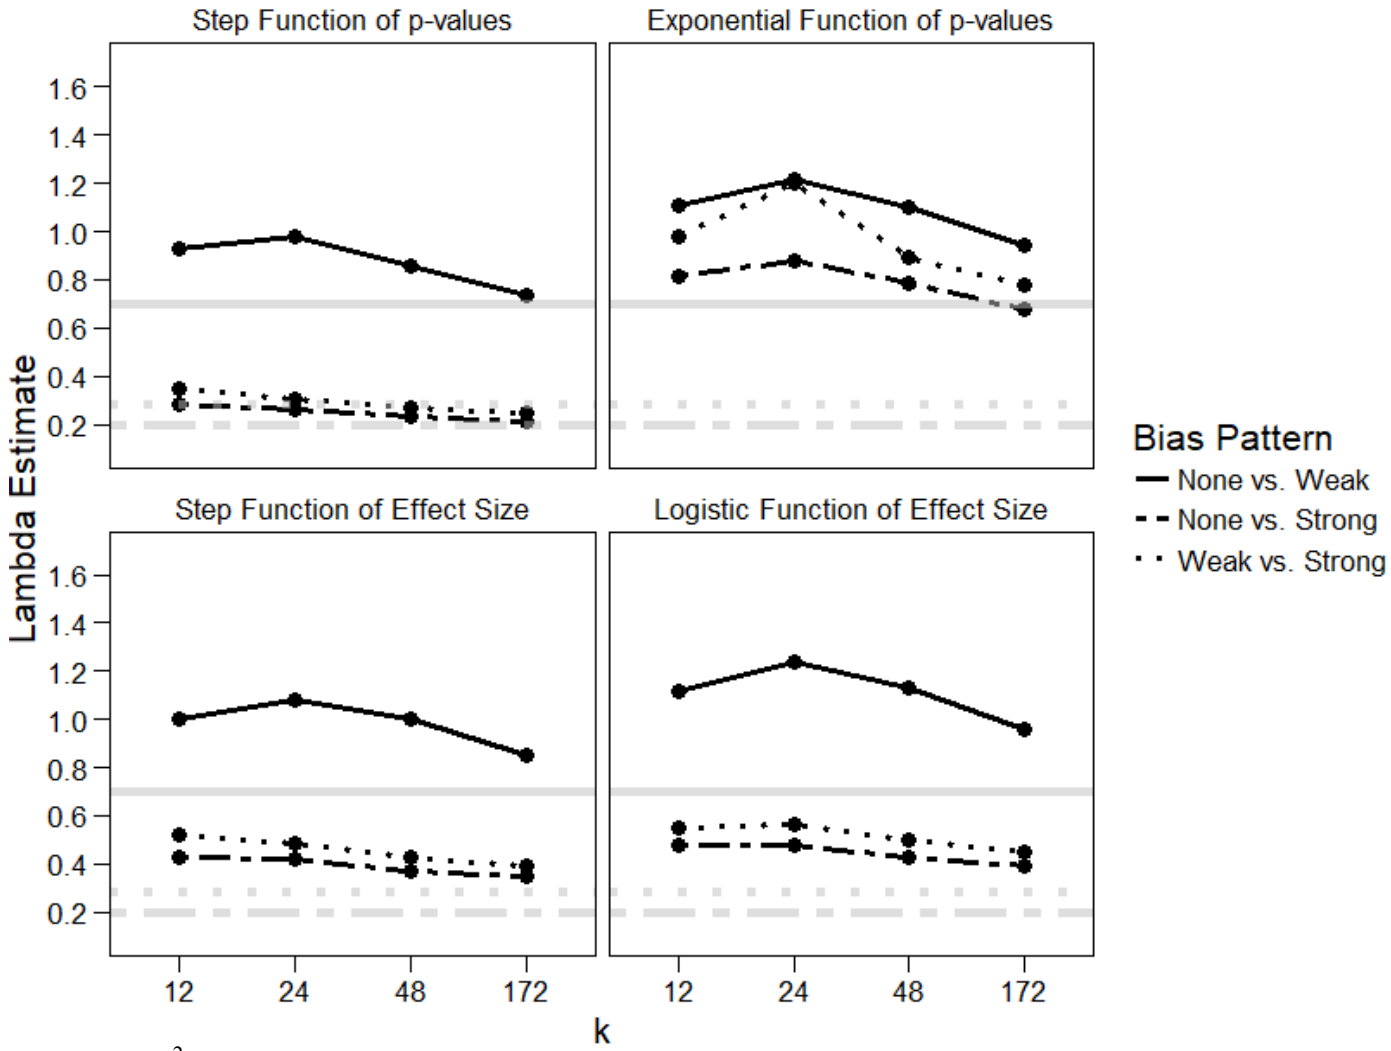 Step Function of p-values
Exponential Function of p-values
1.6
1.4
1.2
1.0
0.8
0.6
0.4
0.2
Lambda Estimate
Step Function of Effect Size
Logistic Function of Effect Size
1.6
1.4
1.2
1.0
0.8
0.6
0.4
0.2
12
24
48
172
12
24
48
172
k
Bias Pattern
None vs. Weak
None vs. Strong
Weak vs. Strong
2